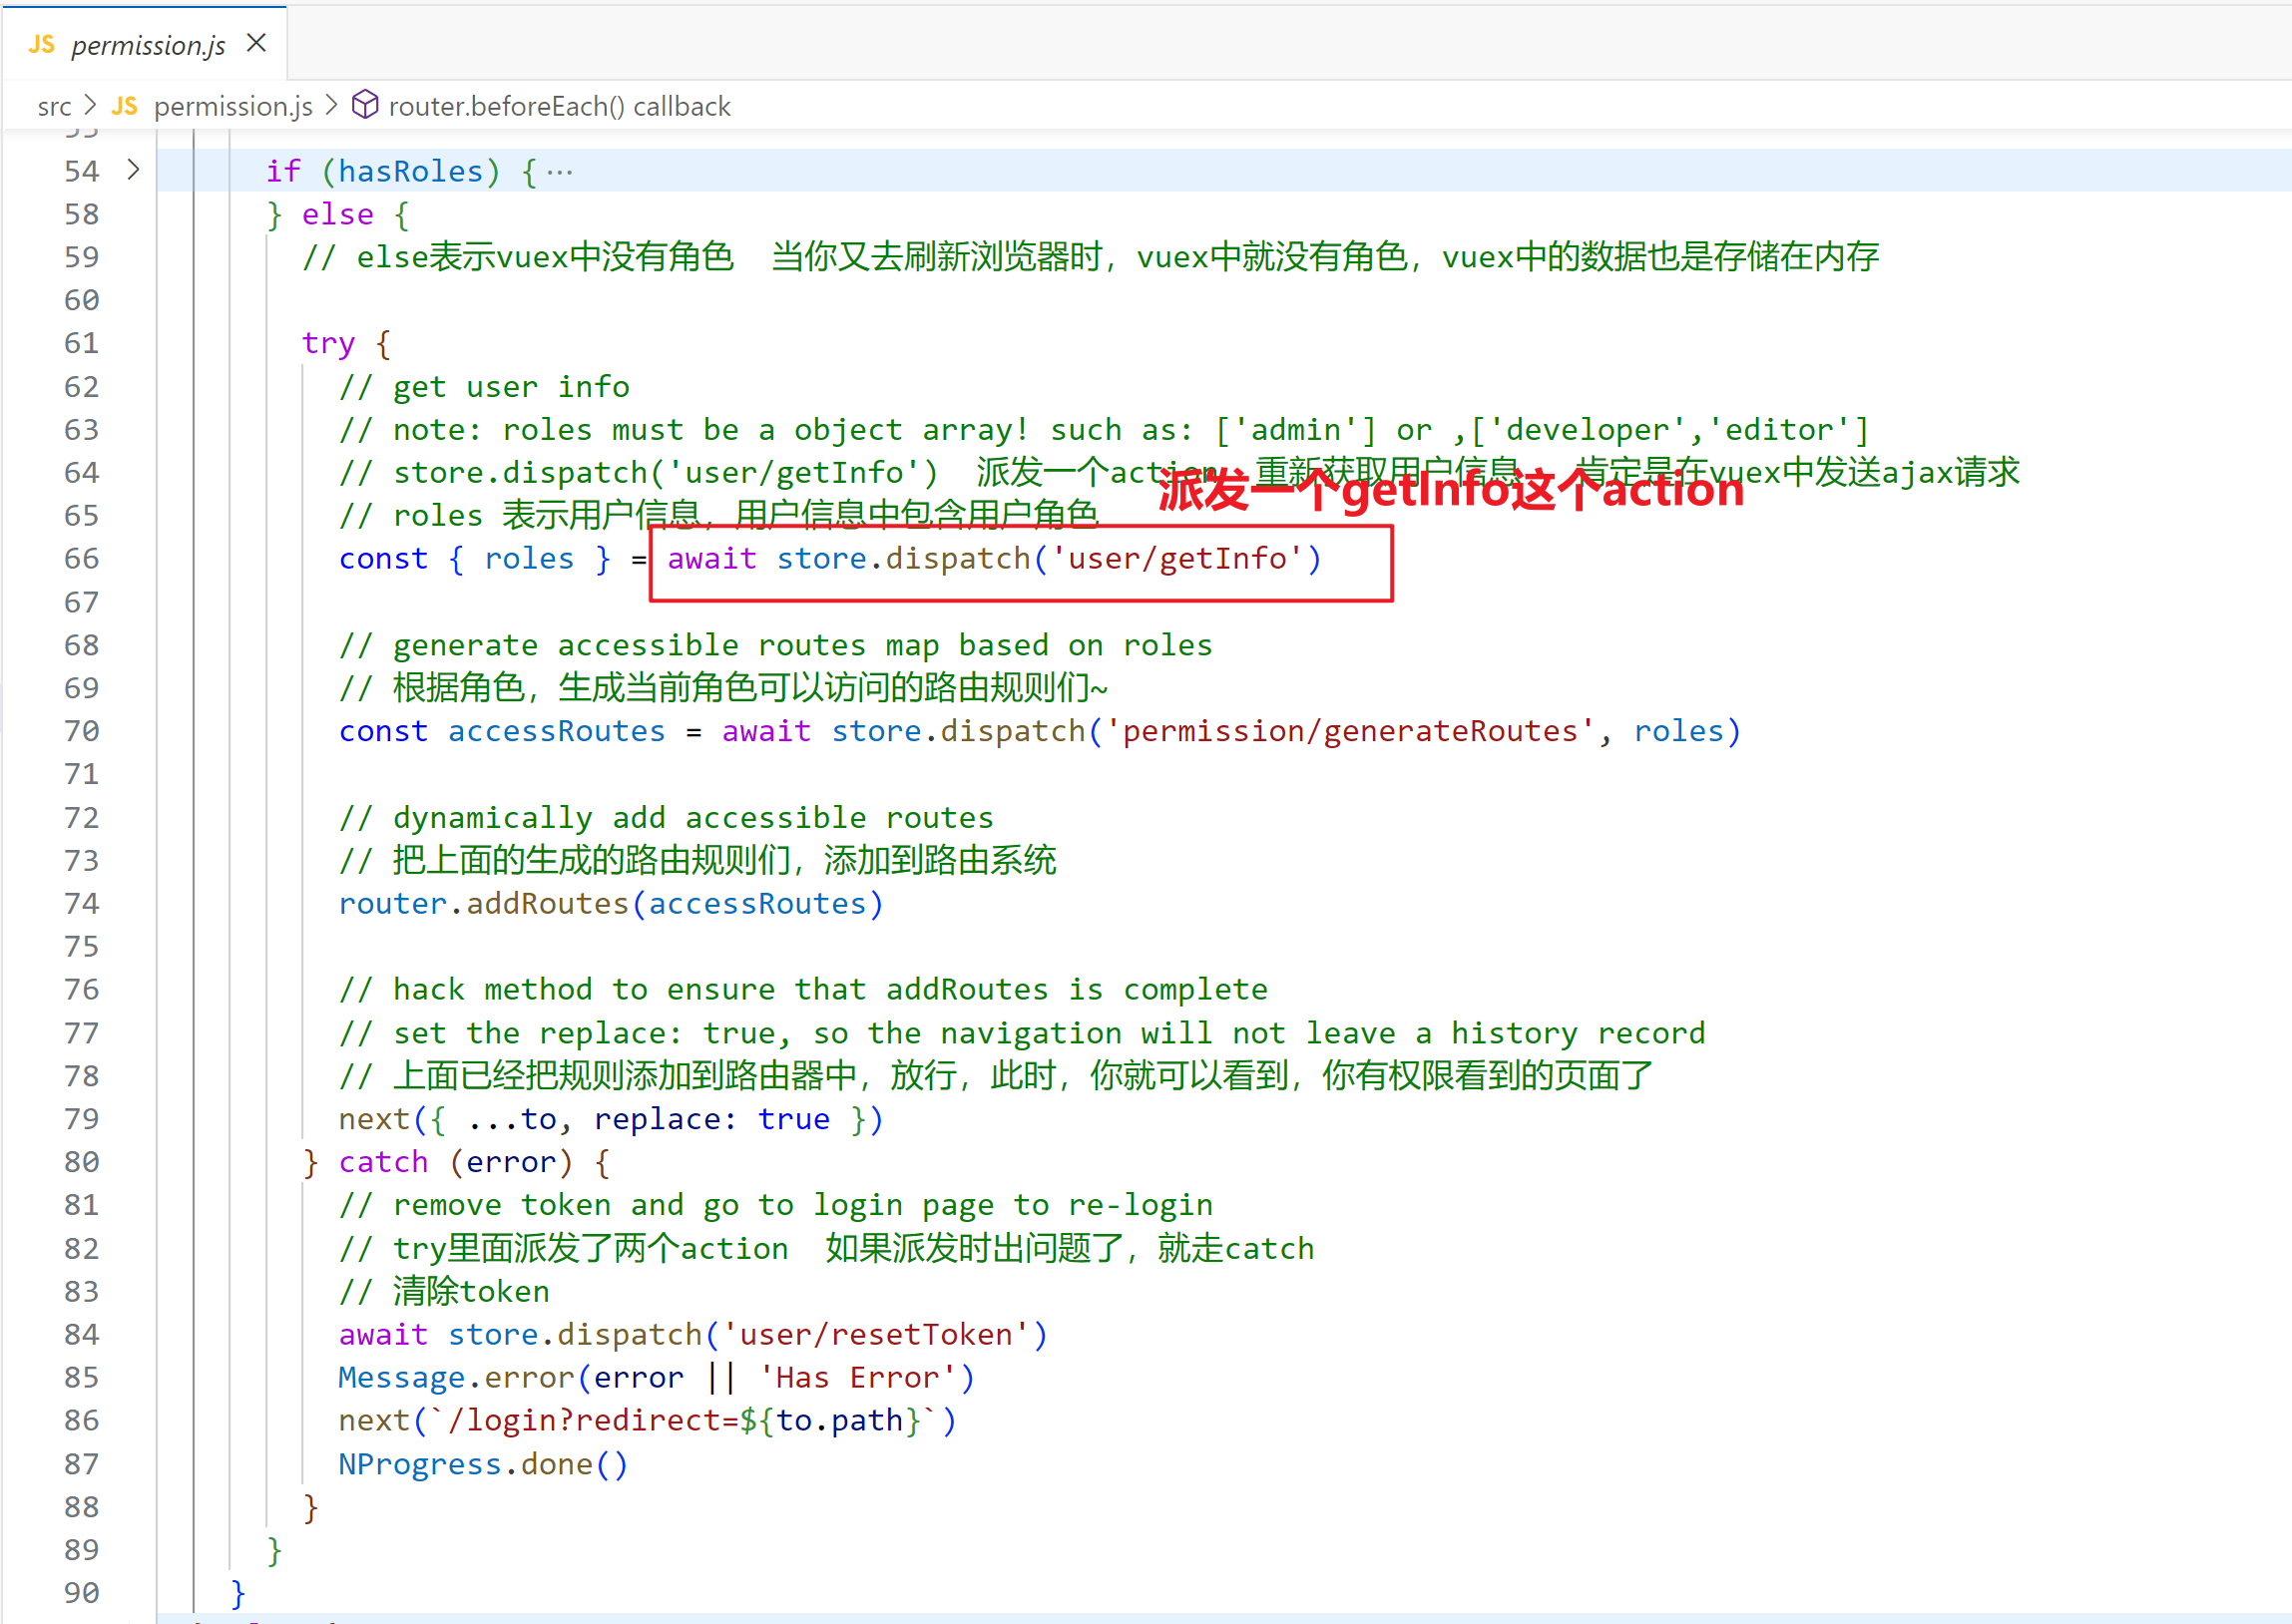 JS permission.js ×
src > JS permission.js > router.beforeEach() callback
54 > if (hasRoles) { ···
58 } else {
59 // else表示vuex中没有角色  当你又去刷新浏览器时，vuex中就没有角色，vuex中的数据也是存储在内存
60
61 try {
62 // get user info
63 // note: roles must be a object array! such as: ['admin'] or ,['developer','editor']
64 // store.dispatch('user/getInfo')  派发一个action  重新获取用户信息  肯定是在vuex中发送ajax请求
派发一个getInfo这个action
65 // roles 表示用户信息，用户信息中包含用户角色
66 const { roles } = await store.dispatch('user/getInfo')
67
68 // generate accessible routes map based on roles
69 // 根据角色，生成当前角色可以访问的路由规则们~
70 const accessRoutes = await store.dispatch('permission/generateRoutes', roles)
71
72 // dynamically add accessible routes
73 // 把上面的生成的路由规则们，添加到路由系统
74 router.addRoutes(accessRoutes)
75
76 // hack method to ensure that addRoutes is complete
77 // set the replace: true, so the navigation will not leave a history record
78 // 上面已经把规则添加到路由器中，放行，此时，你就可以看到，你有权限看到的页面了
79 next({ ...to, replace: true })
80 } catch (error) {
81 // remove token and go to login page to re-login
82 // try里面派发了两个action  如果派发时出问题了，就走catch
83 // 清除token
84 await store.dispatch('user/resetToken')
85 Message.error(error || 'Has Error')
86 next(`/login?redirect=${to.path}`)
87 NProgress.done()
88 }
89 }
90 }